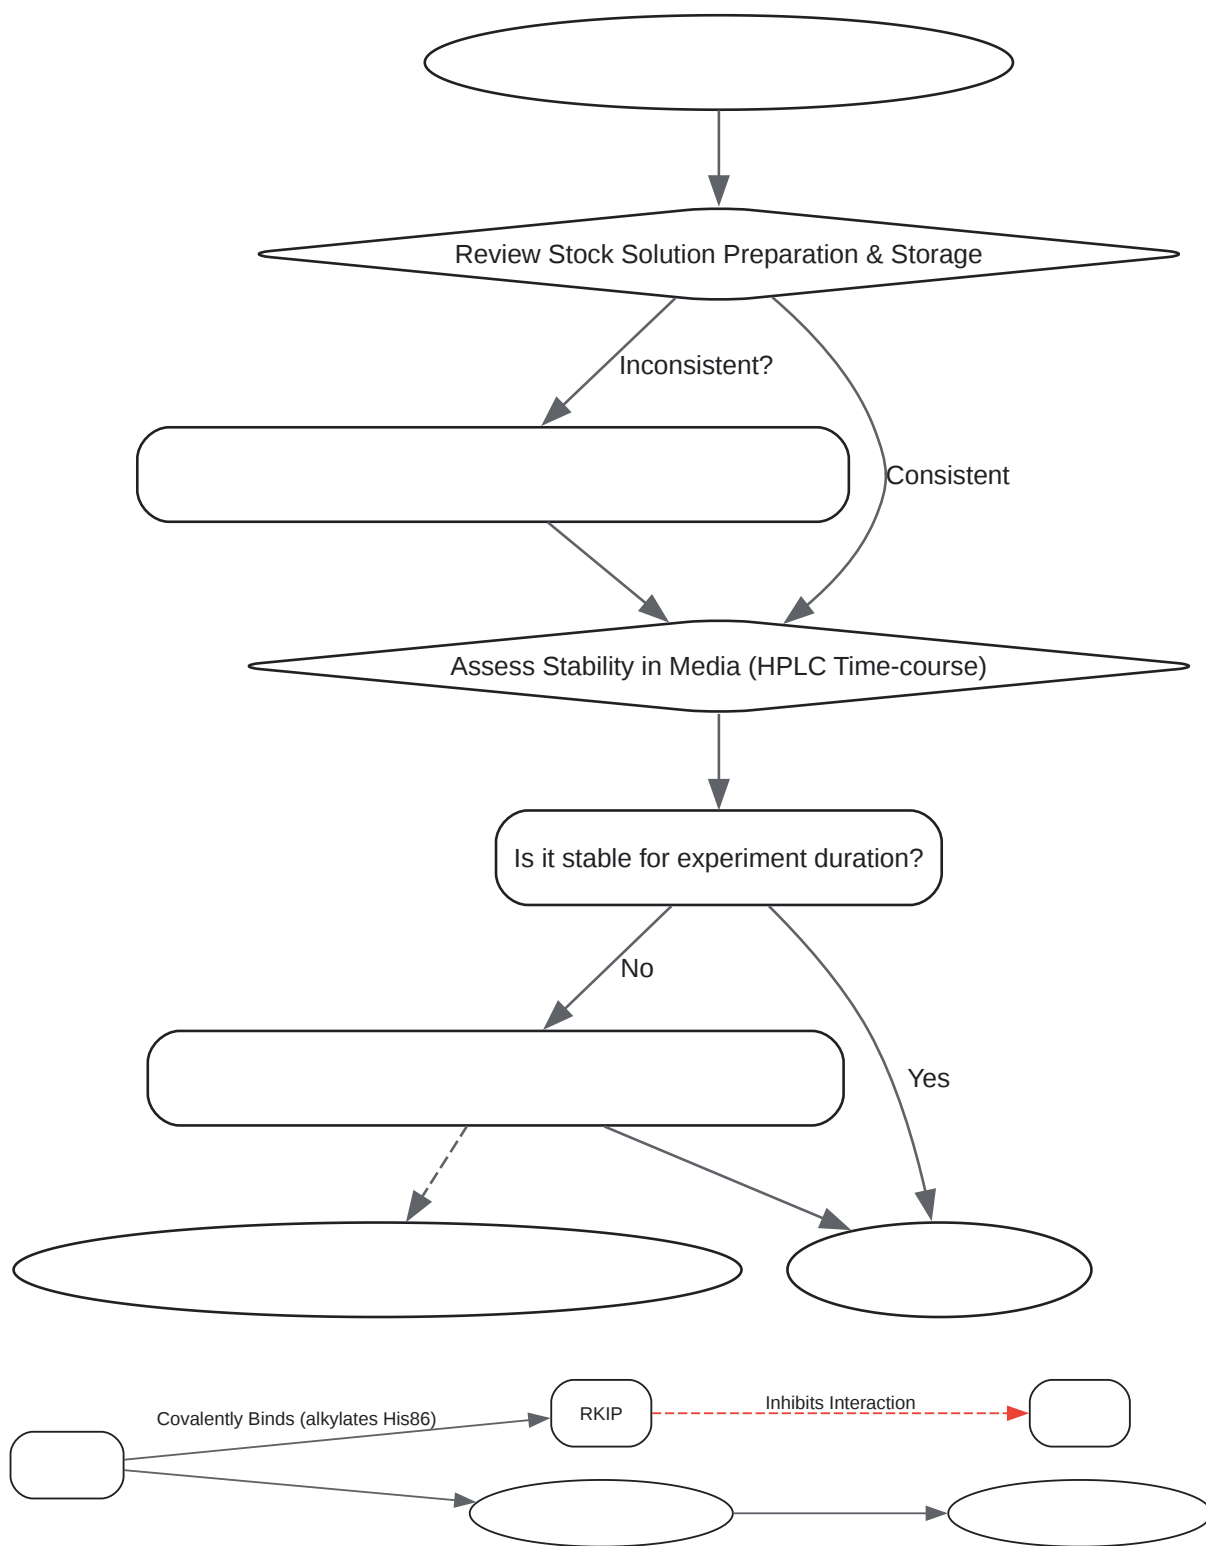 Review Stock Solution Preparation & Storage
Inconsistent?
Consistent
Assess Stability in Media (HPLC Time-course)
Is it stable for experiment duration?
No
Yes
Covalently Binds (alkylates His86)
RKIP
Inhibits Interaction